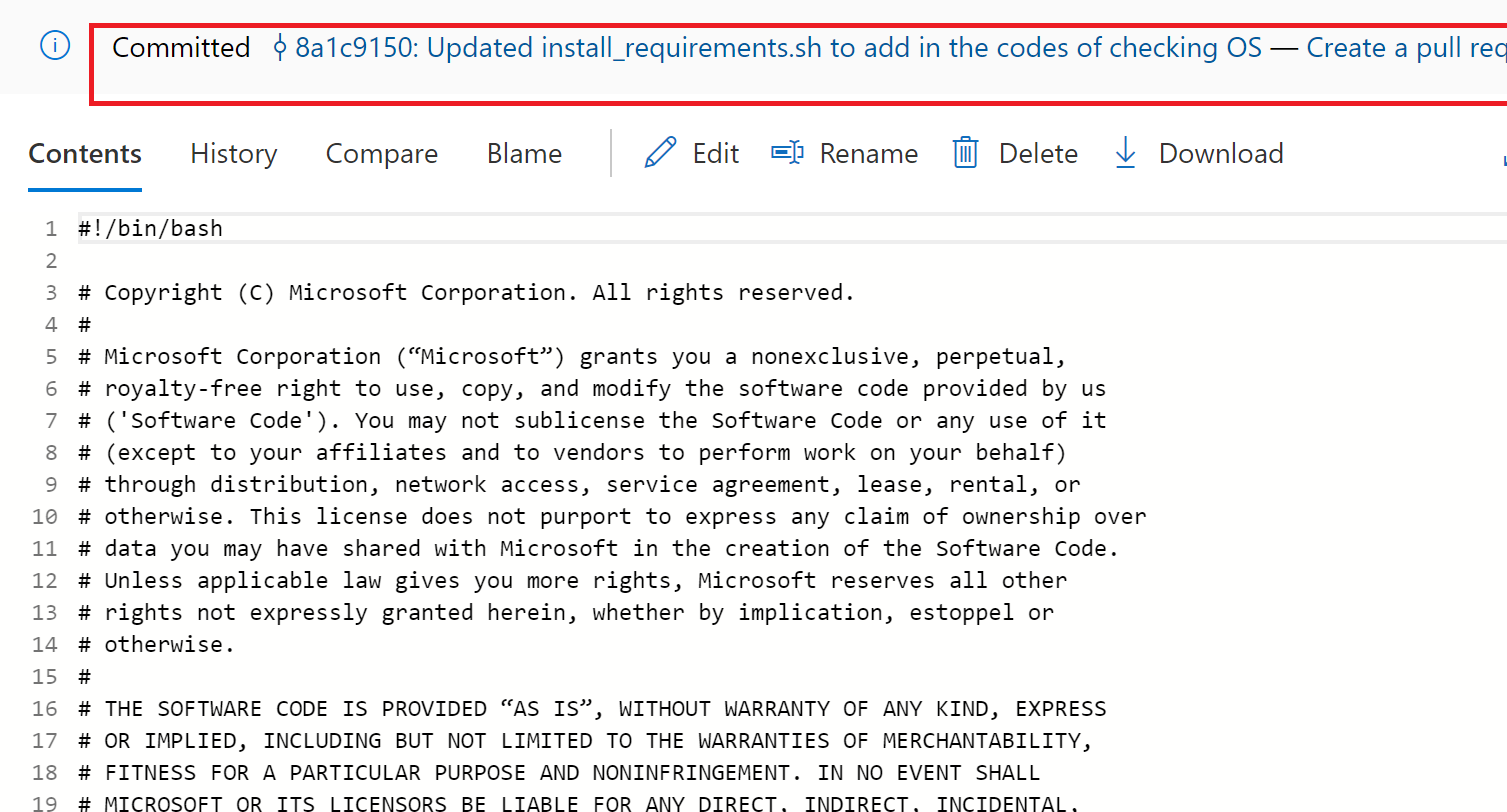 Committed 8a1c9150: Updated install_requirements.sh to add in the codes of checking OS — Create a pull req
Contents History Compare Blame Edit Rename Delete Download
1 #!/bin/bash
2
3 # Copyright (C) Microsoft Corporation. All rights reserved.
4 #
5 # Microsoft Corporation (“Microsoft”) grants you a nonexclusive, perpetual,
6 # royalty-free right to use, copy, and modify the software code provided by us
7 # ('Software Code'). You may not sublicense the Software Code or any use of it
8 # (except to your affiliates and to vendors to perform work on your behalf)
9 # through distribution, network access, service agreement, lease, rental, or
10 # otherwise. This license does not purport to express any claim of ownership over
11 # data you may have shared with Microsoft in the creation of the Software Code.
12 # Unless applicable law gives you more rights, Microsoft reserves all other
13 # rights not expressly granted herein, whether by implication, estoppel or
14 # otherwise.
15 #
16 # THE SOFTWARE CODE IS PROVIDED “AS IS”, WITHOUT WARRANTY OF ANY KIND, EXPRESS
17 # OR IMPLIED, INCLUDING BUT NOT LIMITED TO THE WARRANTIES OF MERCHANTABILITY,
18 # FITNESS FOR A PARTICULAR PURPOSE AND NONINFRINGEMENT. IN NO EVENT SHALL
19 # MICROSOFT OR ITS LICENSORS BE LIABLE FOR ANY DIRECT, INDIRECT, INCIDENTAL,